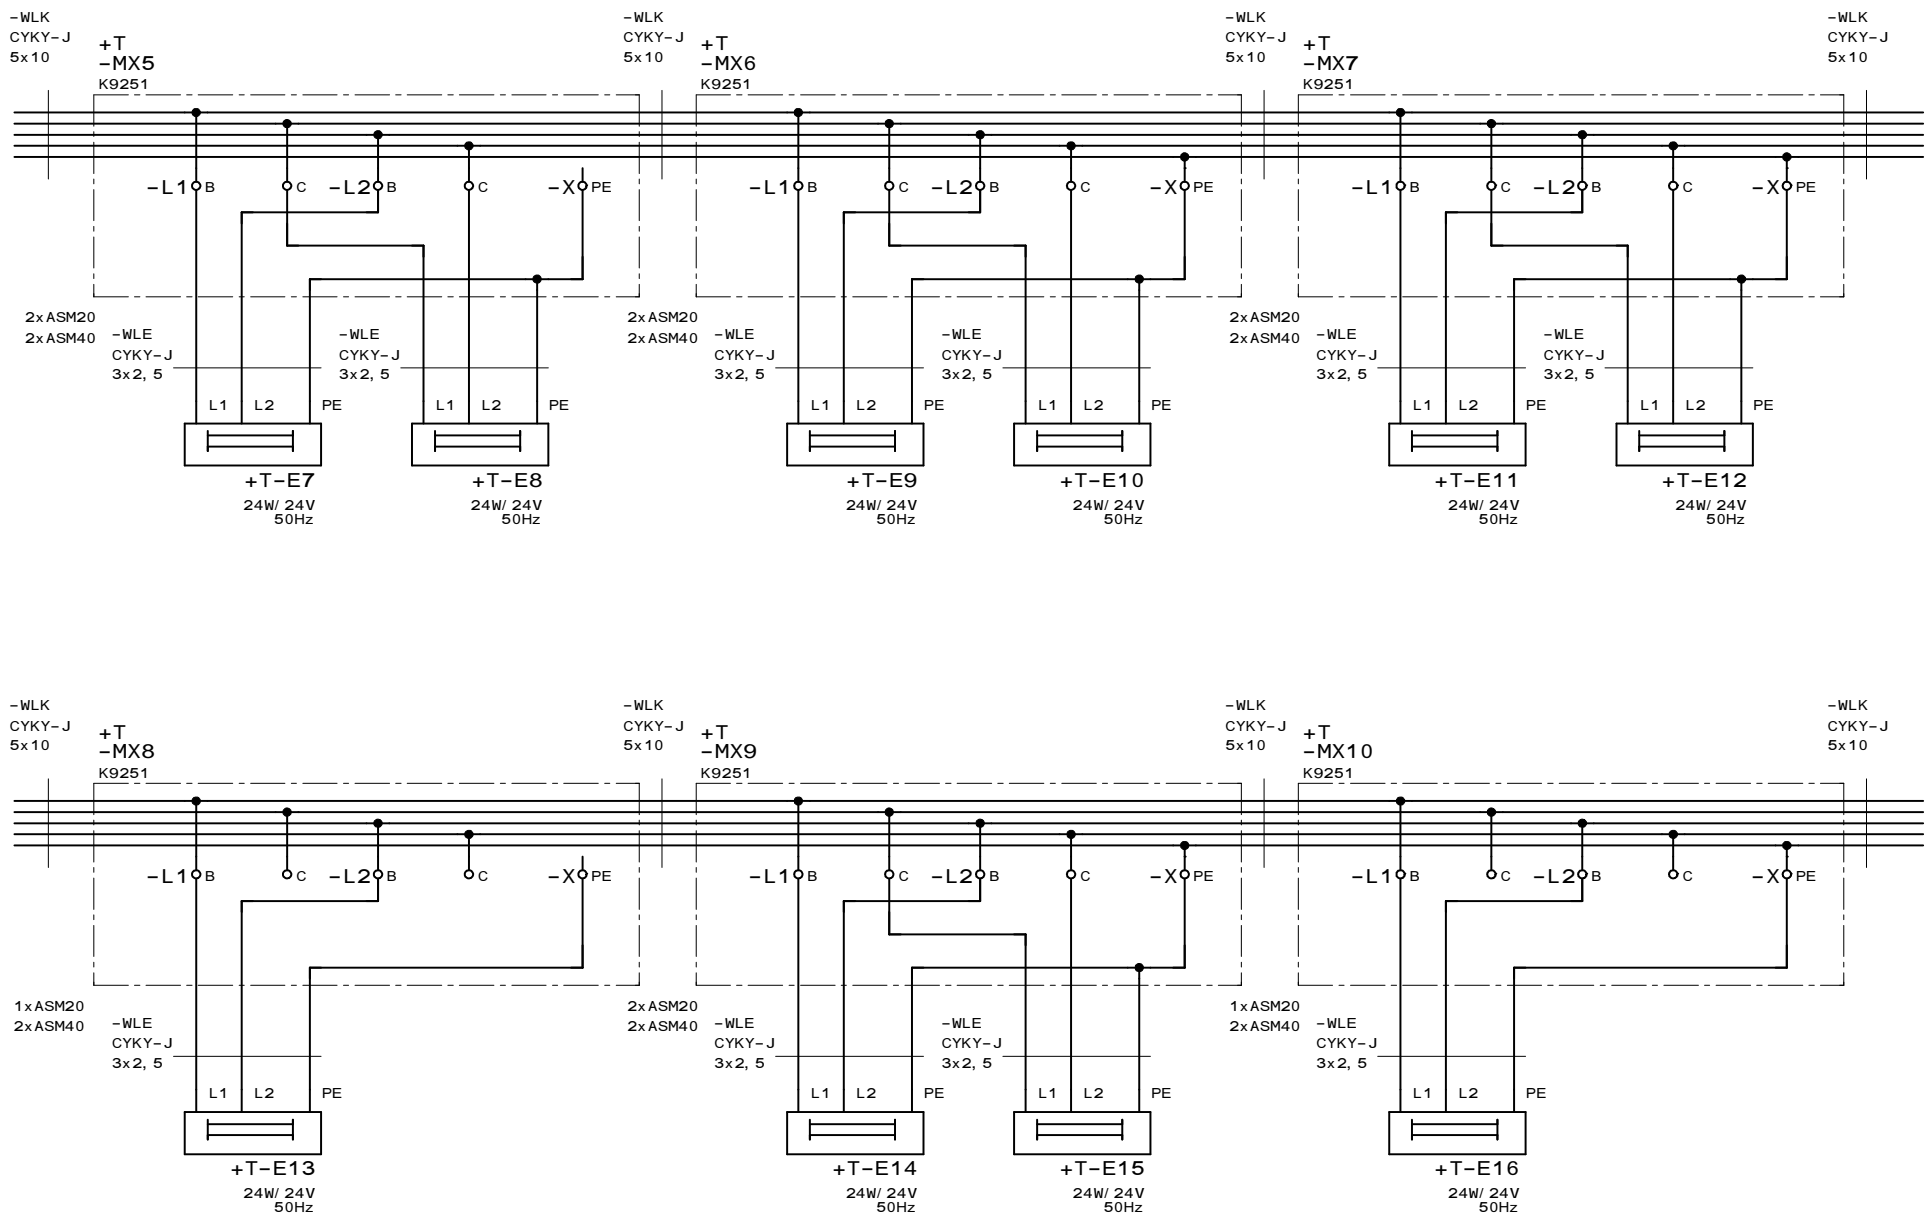 -WLK
CYKY-J
5x10
+T
-MX5
K9251
-L1 B C -L2 B C -X PE
2xASM20
2xASM40
-WLE
CYKY-J
3x2,5
-WLE
CYKY-J
3x2,5
L1 L2 PE L1 L2 PE
+T-E7
24W/24V
50Hz
+T-E8
24W/24V
50Hz
-WLK
CYKY-J
5x10
+T
-MX6
K9251
-L1 B C -L2 B C -X PE
2xASM20
2xASM40
-WLE
CYKY-J
3x2,5
-WLE
CYKY-J
3x2,5
L1 L2 PE L1 L2 PE
+T-E9
24W/24V
50Hz
+T-E10
24W/24V
50Hz
-WLK
CYKY-J
5x10
+T
-MX7
K9251
-L1 B C -L2 B C -X PE
2xASM20
2xASM40
-WLE
CYKY-J
3x2,5
-WLE
CYKY-J
3x2,5
L1 L2 PE L1 L2 PE
+T-E11
24W/24V
50Hz
+T-E12
24W/24V
50Hz
-WLK
CYKY-J
5x10
-WLK
CYKY-J
5x10
+T
-MX8
K9251
-L1 B C -L2 B C -X PE
1xASM20
2xASM40
-WLE
CYKY-J
3x2,5
L1 L2 PE
+T-E13
24W/24V
50Hz
-WLK
CYKY-J
5x10
+T
-MX9
K9251
-L1 B C -L2 B C -X PE
2xASM20
2xASM40
-WLE
CYKY-J
3x2,5
-WLE
CYKY-J
3x2,5
L1 L2 PE L1 L2 PE
+T-E14
24W/24V
50Hz
+T-E15
24W/24V
50Hz
-WLK
CYKY-J
5x10
+T
-MX10
K9251
-L1 B C -L2 B C -X PE
1xASM20
2xASM40
-WLE
CYKY-J
3x2,5
L1 L2 PE
+T-E16
24W/24V
50Hz
-WLK
CYKY-J
5x10